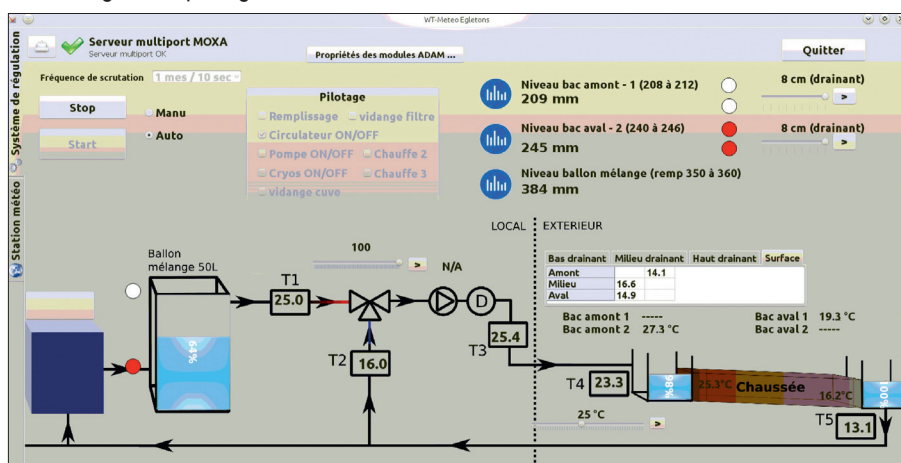 WT-Meteo Egletons
Système de régulation
Station météo
Serveur multiport MOXA
Serveur multiport OK
Propriétés des modules ADAM ...
Quitter
Fréquence de scrutation 1 mes / 10 sec
Stop
Start
Manu
Auto
Pilotage
Remplissage vidange filtre
Circulateur ON/OFF
Pompe ON/OFF Chauffe 2
Cryos ON/OFF Chauffe 3
vidange cuve
Niveau bac amont - 1 (208 à 212)
209 mm
8 cm (drainant)
>
Niveau bac aval - 2 (240 à 246)
245 mm
8 cm (drainant)
>
Niveau ballon mélange (remp 350 à 360)
384 mm
LOCAL EXTERIEUR
Ballon
mélange 50L
64%
100
>
N/A
T1
25.0
T2
16.0
D
T3
25.4
Bas drainant Milieu drainant Haut drainant Surface
Amont 14.1
Milieu 16.6
Aval 14.9
Bac amont 1 -----
Bac amont 2 27.3 °C
Bac aval 1 19.3 °C
Bac aval 2 -----
T4
23.3
98%
25.3°C
Chaussée
16.2°C
100%
25 °C
>
T5
13.1